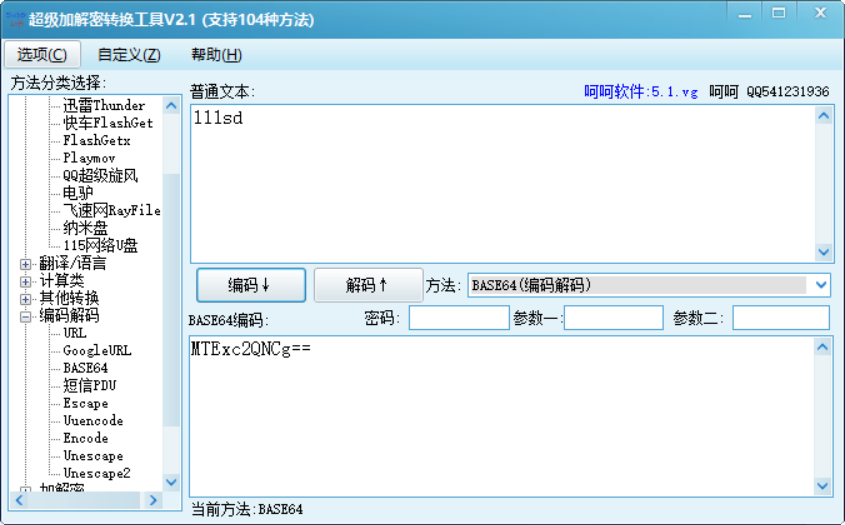 超级加解密转换工具V2.1 (支持104种方法)
选项(C) 自定义(Z) 帮助(H)
方法分类选择:
迅雷Thunder
快车FlashGet
FlashGetx
Playmov
QQ超级旋风
电驴
飞速网RayFile
纳米盘
115网络U盘
翻译/语言
计算类
其他转换
编码解码
URL
GoogleURL
BASE64
短信PDU
Escape
Uuencode
Encode
Unescape
Unescape2
加解密
普通文本: 呵呵软件:5.1.vg 呵呵 QQ541231936
111sd
编码↓ 解码↑ 方法: BASE64(编码解码)
BASE64编码: 密码: 参数一: 参数二:
MTExc2QNCg==
当前方法:BASE64